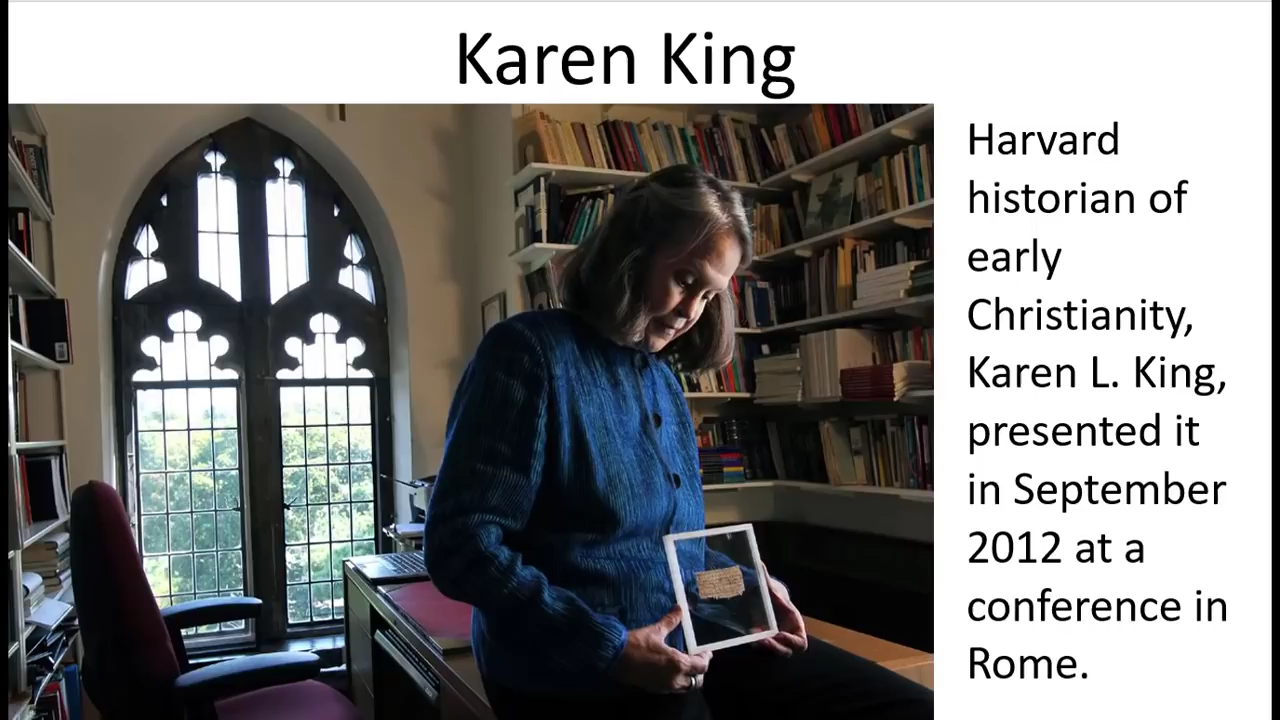 Karen King
Harvard
historian of
early
Christianity,
Karen L. King,
presented it
in September
2012 at a
conference in
Rome.